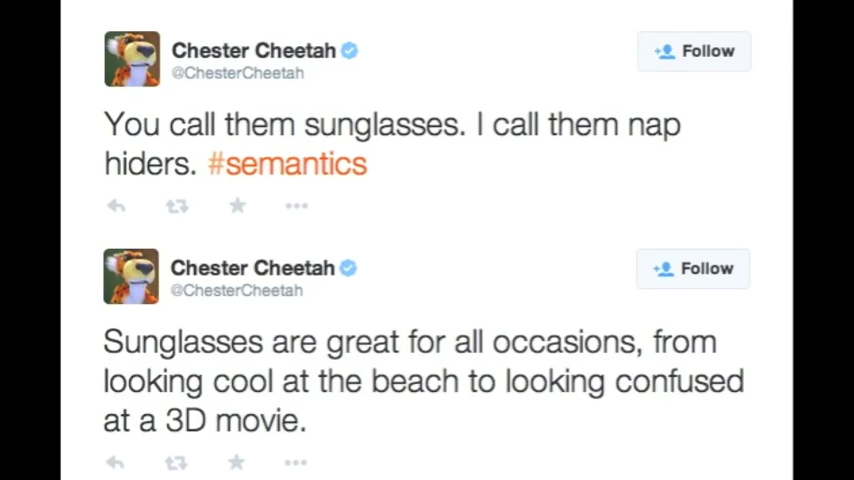 Chester Cheetah
Follow
@ChesterCheetah
You call them sunglasses. I call them nap
hiders. #semantics
Chester Cheetah
Follow
@ChesterCheetah
Sunglasses are great for all occasions, from
looking cool at the beach to looking confused
at a 3D movie.